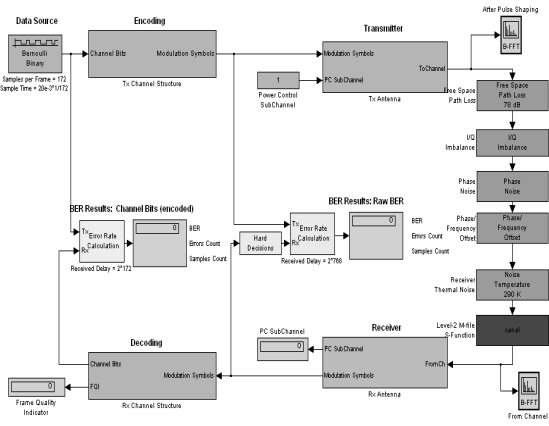 After Pulse Shaping
B-FFT
Data Source
Encoding
Transmitter
Bernoulli
Binary
Samples per Frame = 172
Sample Time = 20e-3*1/172
Channel Bits
Modulation Symbols
Tx Channel Structure
Modulation Symbols
PC SubChannel
ToChannel
Tx Antenna
1
Power Control
SubChannel
Free Space
Path Loss
Free Space
Path Loss
78 dB
I/Q
Imbalance
I/Q
Imbalance
Phase
Noise
Phase
Noise
Phase/
Frequency
Offset
Phase/
Frequency
Offset
Receiver
Thermal Noise
Noise
Temperature
290 K
Level-2 M-file
S-Function
canal
BER Results: Channel Bits (encoded)
Tx
Rx
Error Rate
Calculation
Received Delay = 2*172
0
BER
Errors Count
Samples Count
BER Results: Raw BER
Hard
Decisions
Tx
Rx
Error Rate
Calculation
Received Delay = 2*768
0
BER
Errors Count
Samples Count
PC SubChannel
0
Receiver
PC SubChannel
Modulation Symbols
FromCh
Rx Antenna
Decoding
Channel Bits
FQI
Modulation Symbols
Rx Channel Structure
0
Frame Quality
Indicator
B-FFT
From Channel